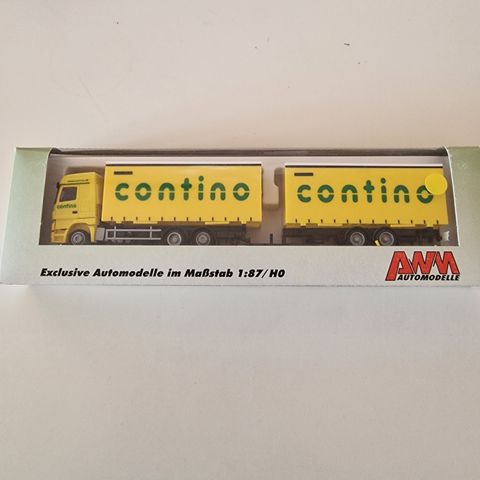 contino
contino
contino
Exclusive Automodelle im Maßstab 1:87/H0
AWM
AUTOMODELLE